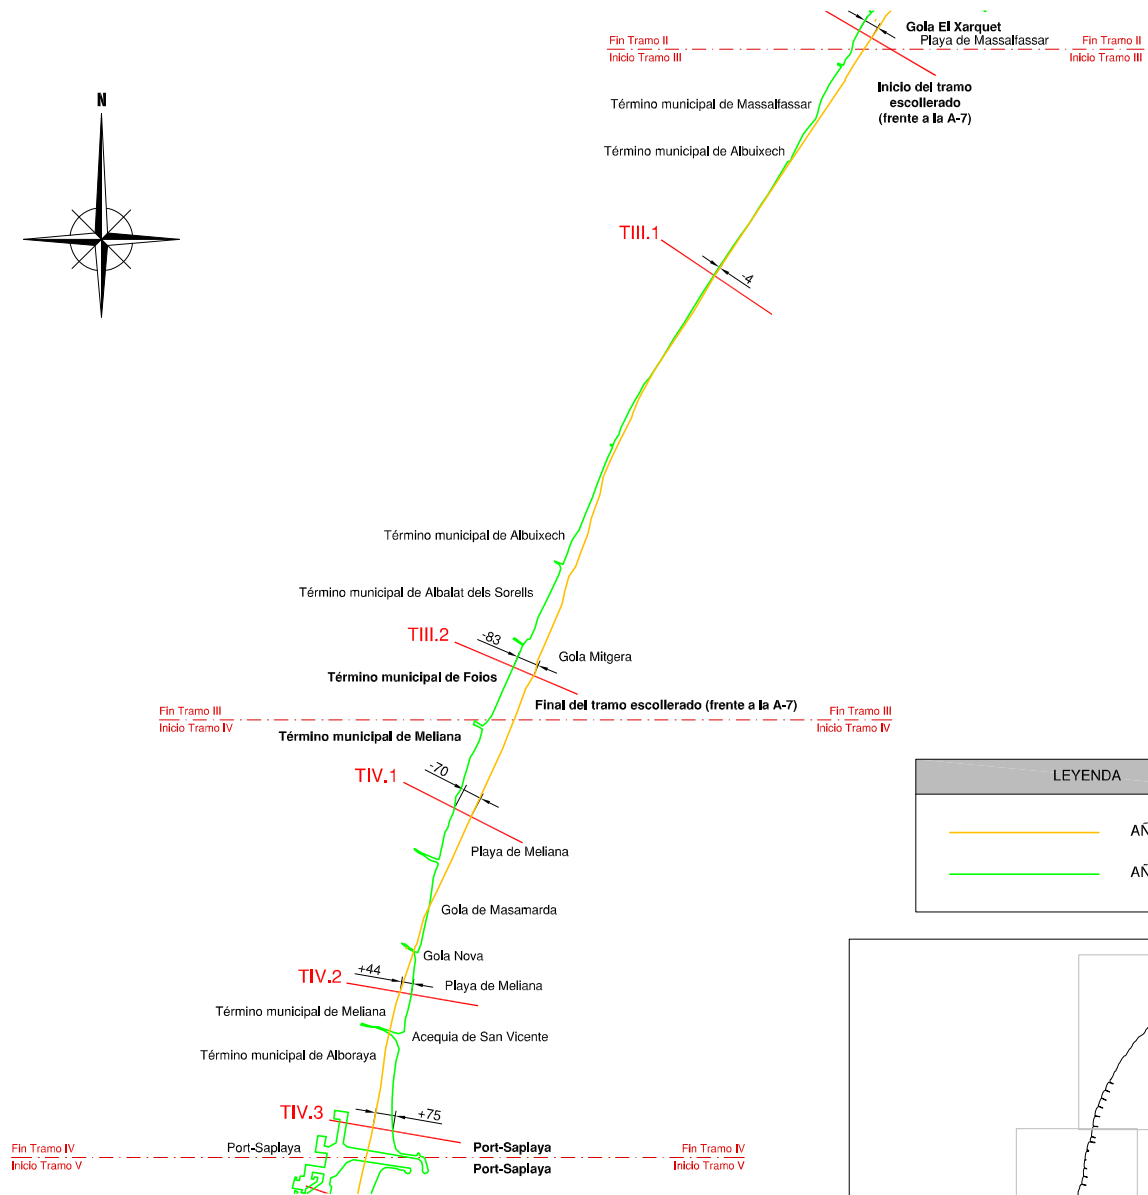 Gola El Xarquet
Playa de Massalfassar
Fin Tramo II
Fin Tramo II
Inicio Tramo III
Inicio Tramo III
Inicio del tramo
escollerado
(frente a la A-7)
N
Término municipal de Massalfassar
Término municipal de Albuixech
TIII.1
-4
Término municipal de Albuixech
Término municipal de Albalat dels Sorells
TIII.2
-83
Gola Mitgera
Término municipal de Foios
Final del tramo escollerado (frente a la A-7)
Fin Tramo III
Fin Tramo III
Inicio Tramo IV
Inicio Tramo IV
Término municipal de Meliana
TIV.1
-70
LEYENDA
AÑ
AÑ
Playa de Meliana
Gola de Masamarda
Gola Nova
TIV.2
+44
Playa de Meliana
Término municipal de Meliana
Acequia de San Vicente
Término municipal de Alboraya
TIV.3
+75
Fin Tramo IV
Port-Saplaya
Port-Saplaya
Fin Tramo IV
Inicio Tramo V
Port-Saplaya
Inicio Tramo V